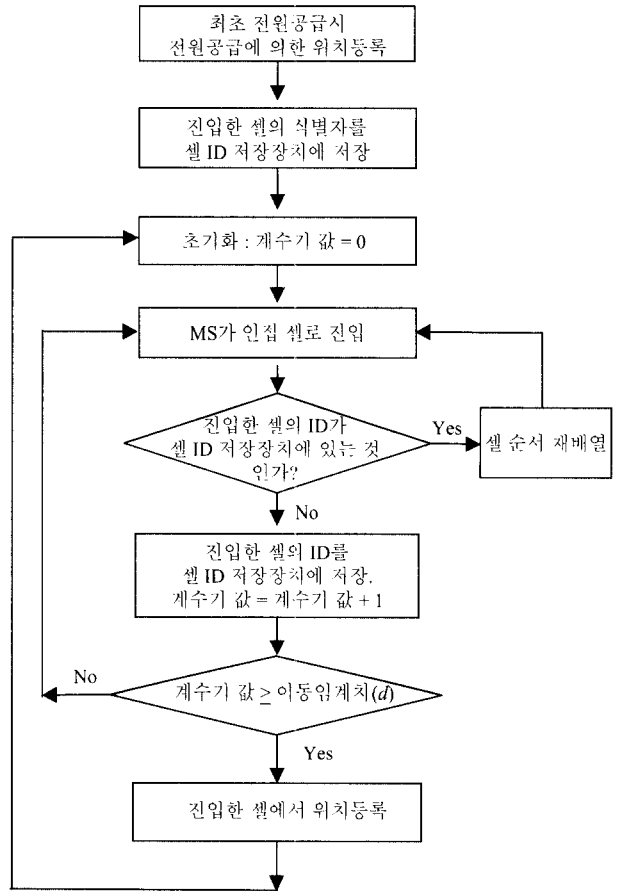 최초 전원공급시
전원공급에 의한 위치등록
진입한 셀의 식별자를
셀 ID 저장장치에 저장
초기화 : 계수기 값 = 0
MS가 인접 셀로 진입
진입한 셀의 ID가
셀 ID 저장장치에 있는 것
인가?
Yes
셀 순서 재배열
No
진입한 셀의 ID를
셀 ID 저장장치에 저장.
계수기 값 = 계수기 값 + 1
No
계수기 값 ≥ 이동임계치(d)
Yes
진입한 셀에서 위치등록